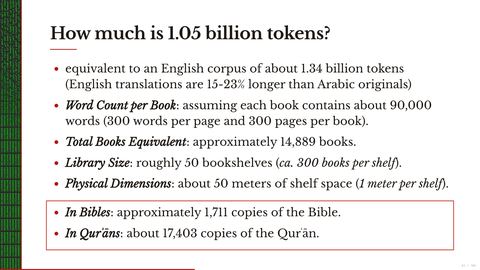 How much is 1.05 billion tokens?
• equivalent to an English corpus of about 1.34 billion tokens
(English translations are 15-23% longer than Arabic originals)
• Word Count per Book: assuming each book contains about 90,000
words (300 words per page and 300 pages per book).
• Total Books Equivalent: approximately 14,889 books.
• Library Size: roughly 50 bookshelves (ca. 300 books per shelf).
• Physical Dimensions: about 50 meters of shelf space (1 meter per shelf).
• In Bibles: approximately 1,711 copies of the Bible.
• In Qurʾāns: about 17,403 copies of the Qurʾān.